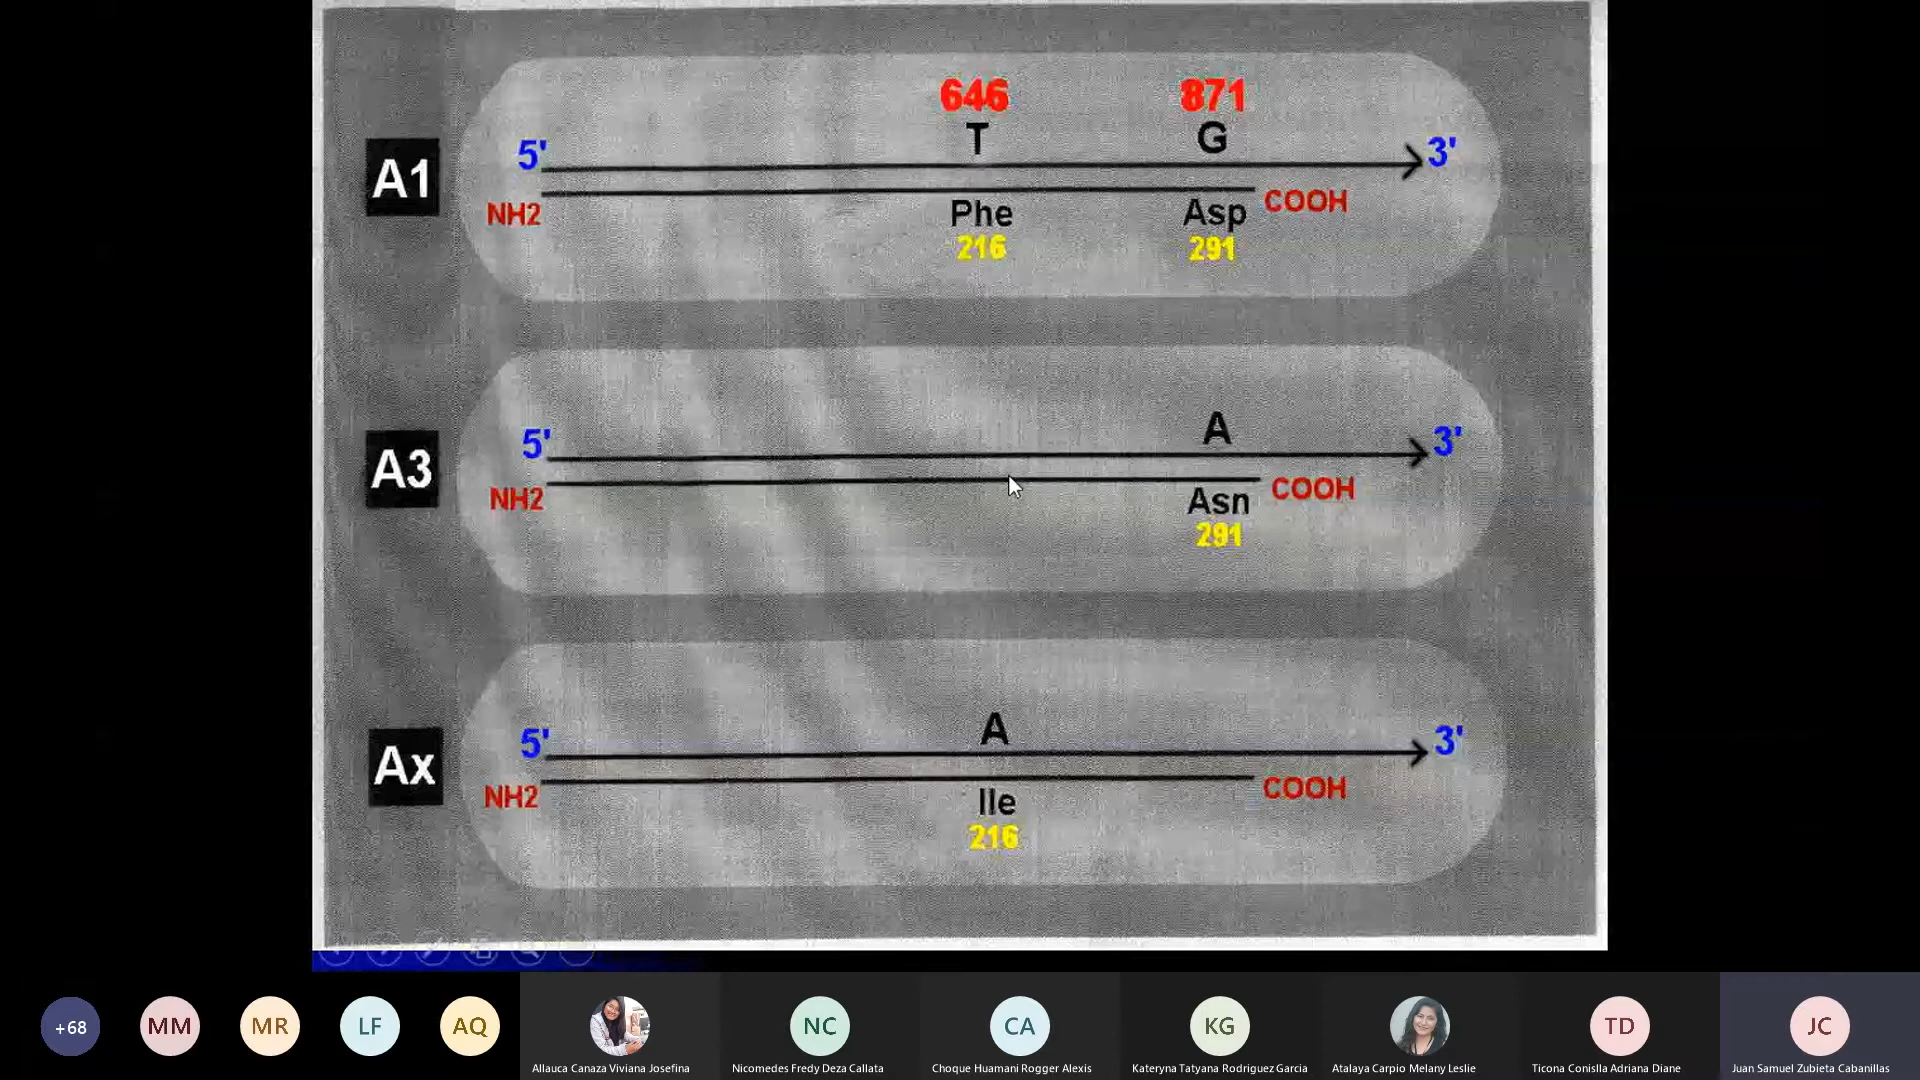 646 871
T G
A1 5' 3'
NH2 Phe Asp COOH
216 291
A
A3 5' 3'
NH2 Asn COOH
291
A
Ax 5' 3'
NH2 Ile COOH
216
+68 MM MR LF AQ NC CA KG TD JC
Allauca Canaza Viviana Josefina Nicomedes Fredy Deza Callata Choque Huamani Rogger Alexis Kateryna Tatyana Rodriguez Garcia Atalaya Carpio Melany Leslie Ticona Conislla Adriana Diane Juan Samuel Zubieta Cabanillas